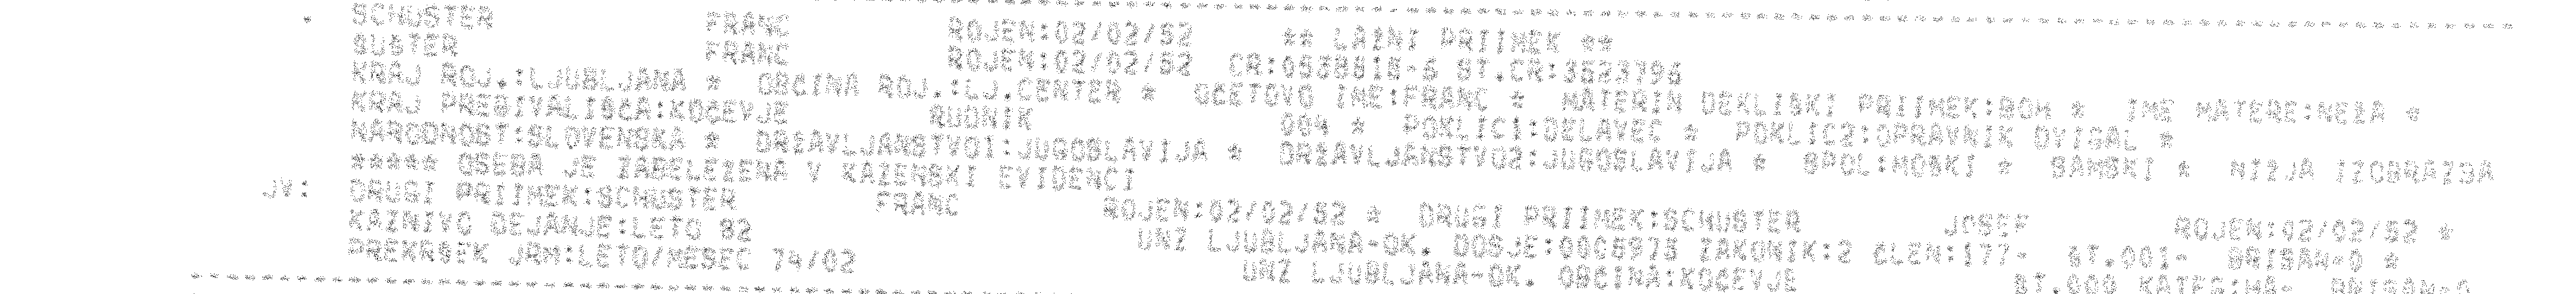 . SCHUSTER FRANC ROJEN:02/02/52 ** LAZNI PRIIMEK **
SUSTER FRANC ROJEN:02/02/52 CR: ST.CR:3523796
KRAJ ROJ.:LJUBLJANA * OBCINA ROJ.:LJ.CENTER * OCETOVO IME:FRANC * MATERIN DEKLISKI PRIIMEK:BOH * IME MATERE:NEZA *
KRAJ PREBIVALISCA:KOCEVJE RUDNIK 004 * POKLIC1:DELAVEC * POKLIC2:OPRAVNIK DVIGAL *
NARODNOST:SLOVENSKA * DRZAVLJANSTVO1:JUGOSLAVIJA * DRZAVLJANSTVO2:JUGOSLAVIJA * SPOL:MOSKI * SAMSKI * NIZJA IZOBRAZBA
***** OSEBA JE ZABELEZENA V KAZENSKI EVIDENCI
JV: DRUGI PRIIMEK:SCHUSTER FRANC ROJEN:02/02/52 * DRUGI PRIIMEK:SCHUSTER JOSEF ROJEN:02/02/52 *
KAZNIVO DEJANJE:LETO 92 UNZ LJUBLJANA-OK. DOSJE:0005975 ZAKONIK:2 CLEN:177- ST.001- BRISAN-0 *
PREKRSEK JRM:LETO/MESEC 74/02 UNZ LJUBLJANA-OK. OBCINA:KOCEVJE ST.000